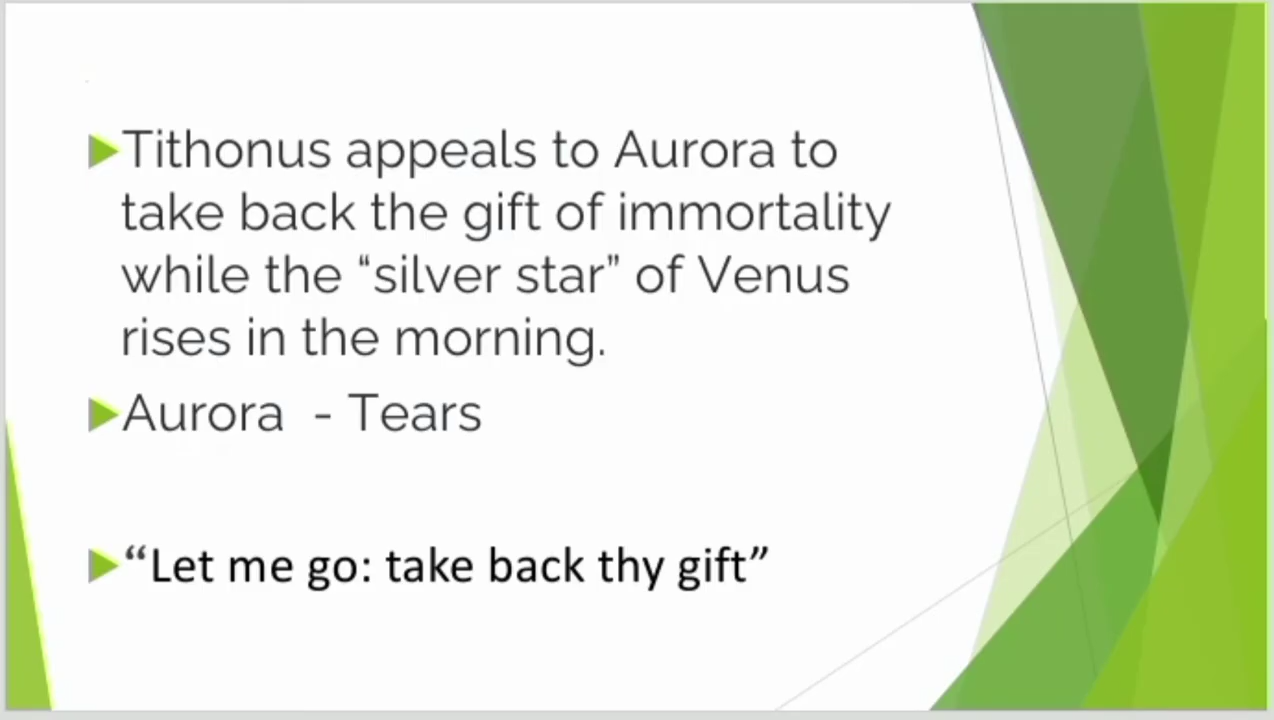 Tithonus appeals to Aurora to
take back the gift of immortality
while the “silver star” of Venus
rises in the morning.
Aurora  - Tears
“Let me go: take back thy gift”